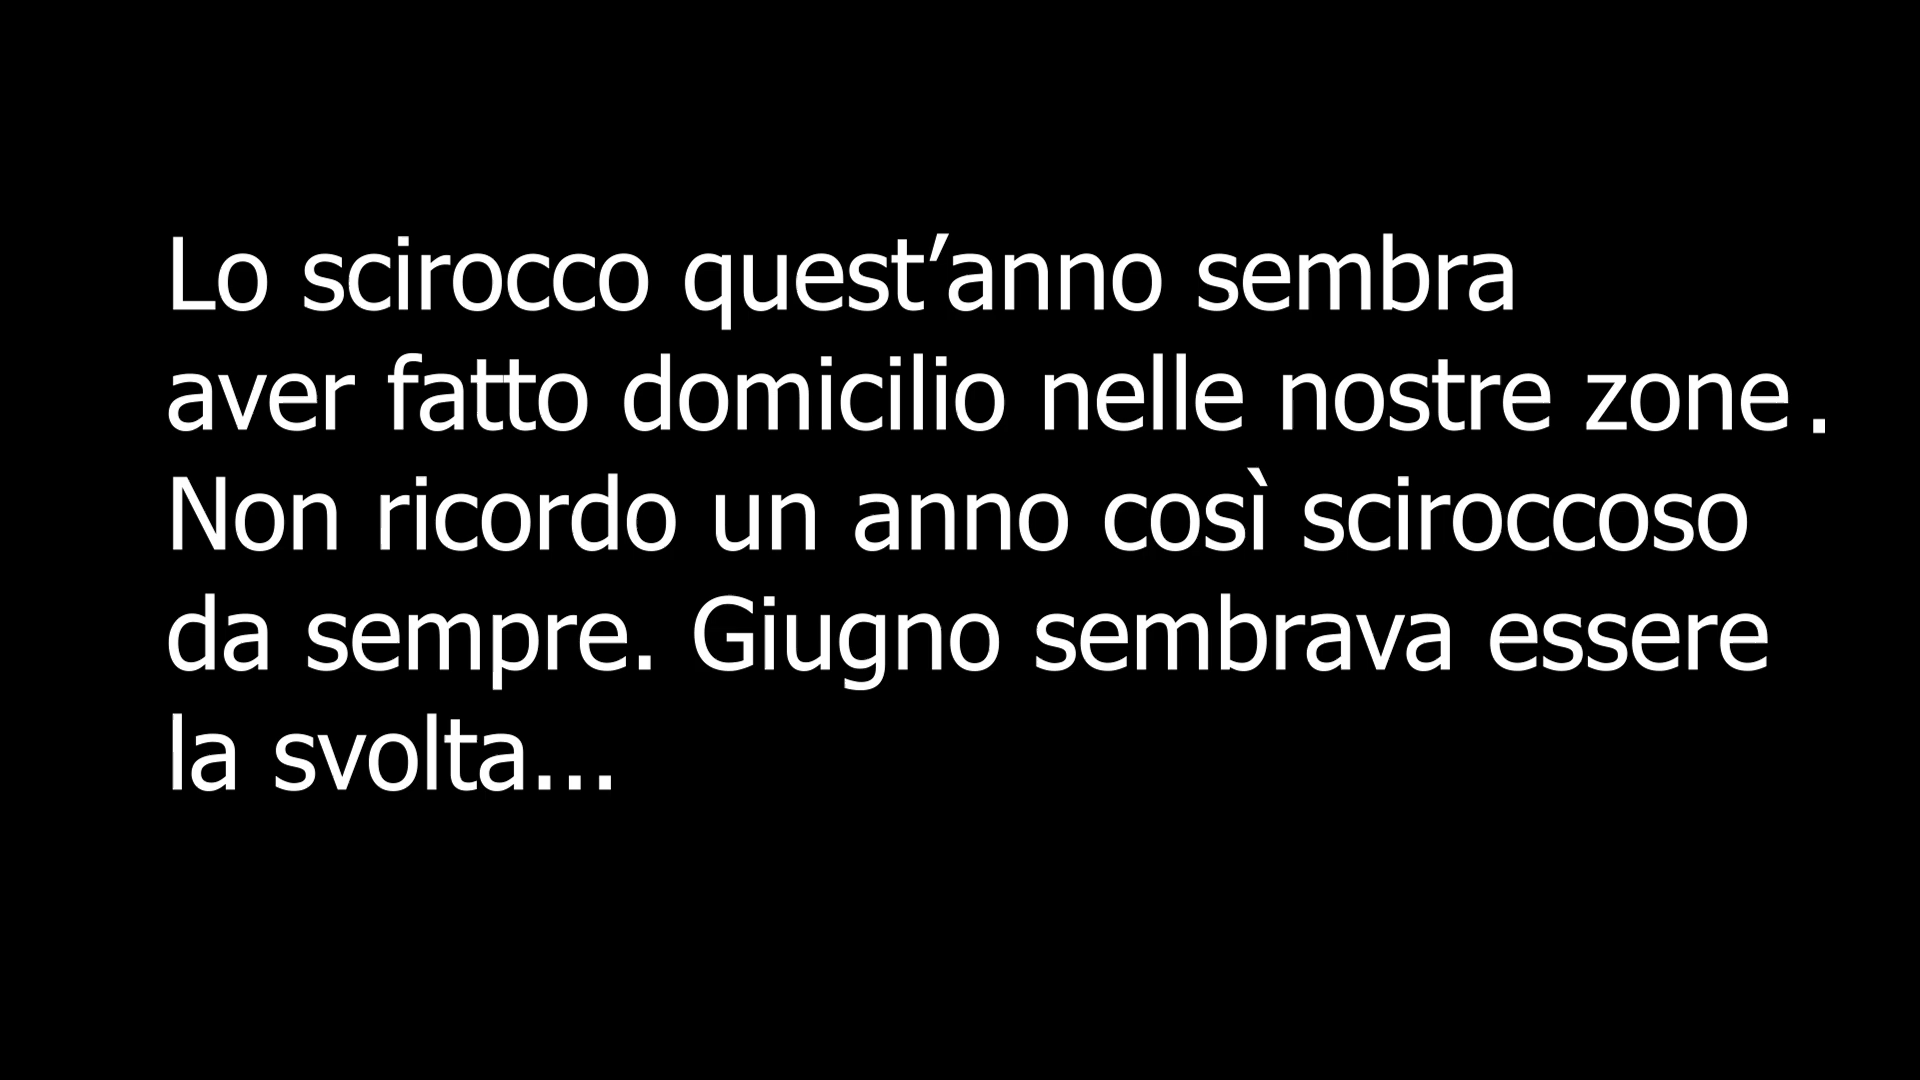 Lo scirocco quest’anno sembra
aver fatto domicilio nelle nostre zone.
Non ricordo un anno così sciroccoso
da sempre. Giugno sembrava essere
la svolta...